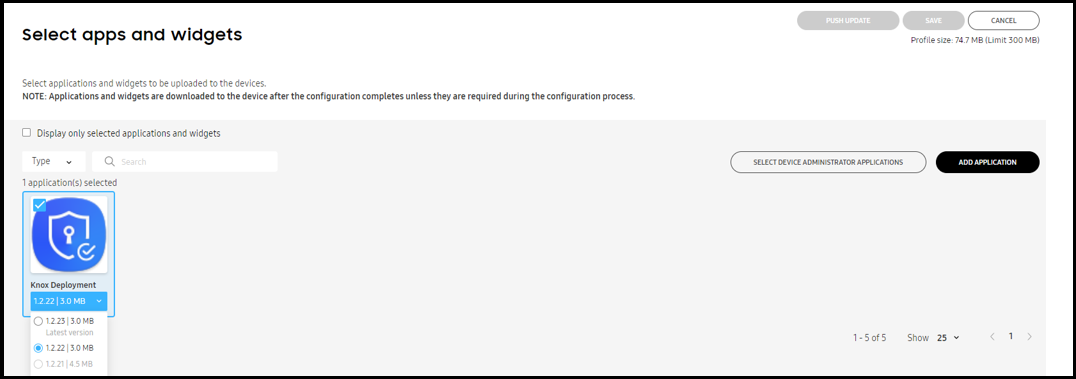 PUSH UPDATE SAVE CANCEL
Select apps and widgets
Profile size: 74.7 MB (Limit 300 MB)
Select applications and widgets to be uploaded to the devices.
NOTE: Applications and widgets are downloaded to the device after the configuration completes unless they are required during the configuration process.
Display only selected applications and widgets
Type Search SELECT DEVICE ADMINISTRATOR APPLICATIONS ADD APPLICATION
1 application(s) selected
Knox Deployment
1.2.22 | 3.0 MB
1.2.23 | 3.0 MB
Latest version
1.2.22 | 3.0 MB
1.2.21 | 4.5 MB
1 - 5 of 5 Show 25 1